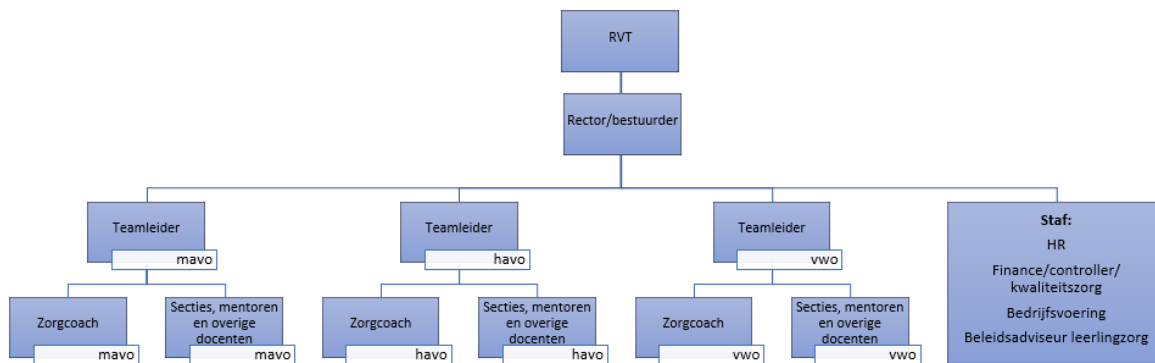 RVT
Rector/bestuurder
Teamleider
mavo
Teamleider
havo
Teamleider
vwo
Staf:
HR
Finance/controller/
kwaliteitszorg
Bedrijfsvoering
Beleidsadviseur leerlingzorg
Zorgcoach
mavo
Secties, mentoren
en overige
docenten
mavo
Zorgcoach
havo
Secties, mentoren
en overige
docenten
havo
Zorgcoach
vwo
Secties, mentoren
en overige
docenten
vwo